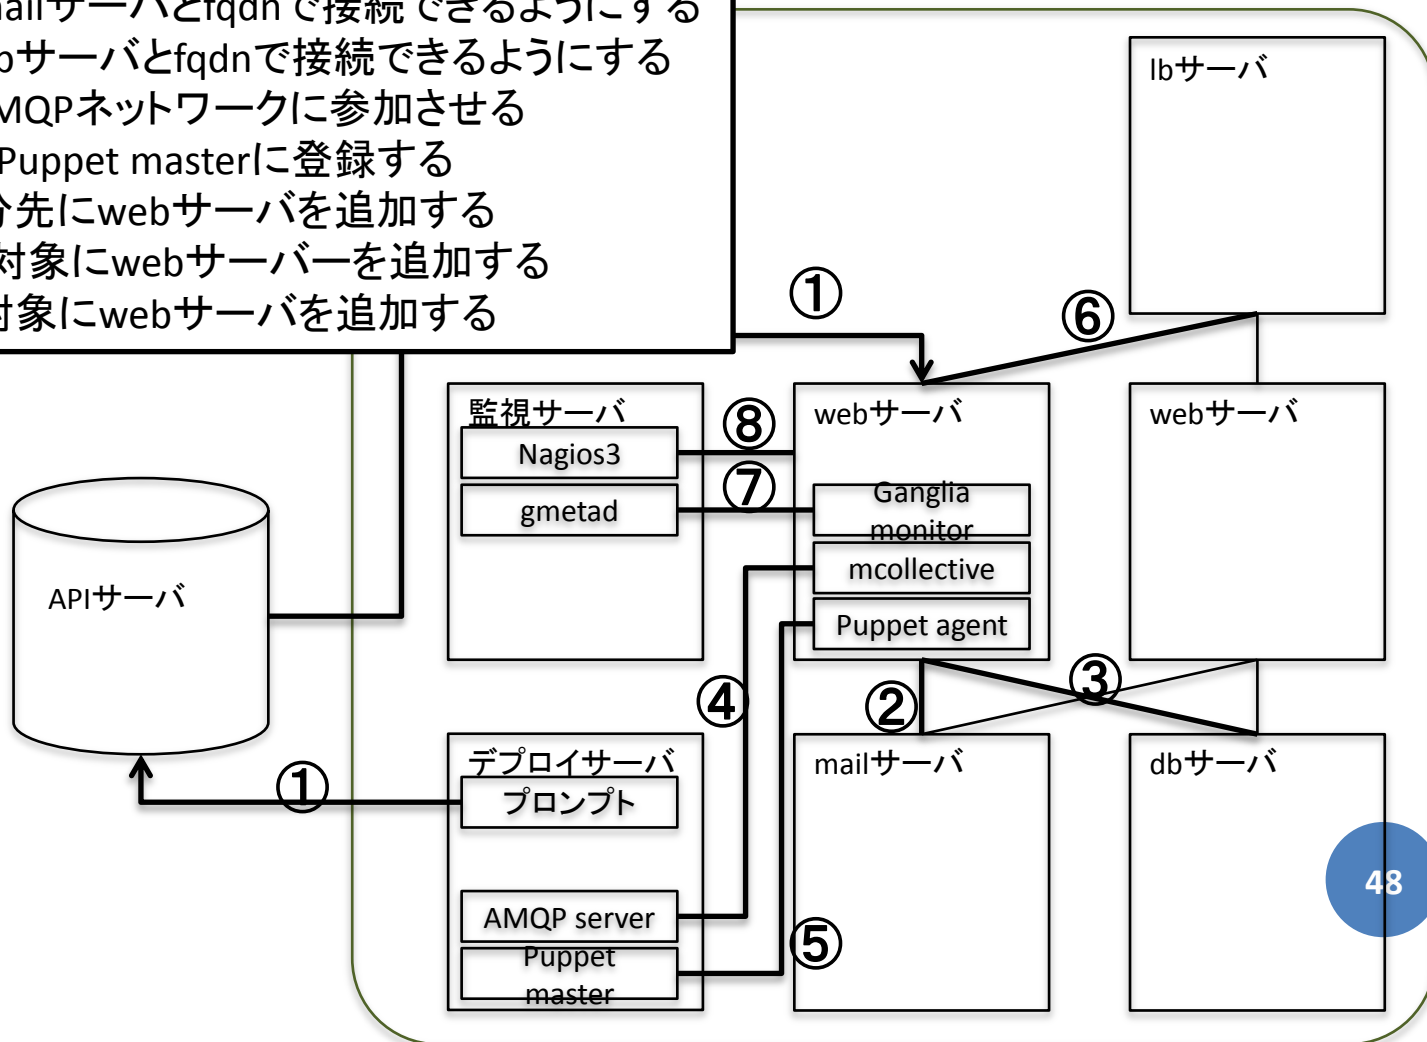 mailサーバとfqdnで接続できるようにする
bサーバとfqdnで接続できるようにする
MQPネットワークに参加させる
Puppet masterに登録する
分先にwebサーバを追加する
対象にwebサーバーを追加する
対象にwebサーバを追加する
lbサーバ
①
⑥
監視サーバ
Nagios3
gmetad
⑧
⑦
webサーバ
Ganglia
monitor
mcollective
Puppet agent
webサーバ
APIサーバ
④
②
③
①
デプロイサーバ
プロンプト
AMQP server
Puppet
master
⑤
mailサーバ
dbサーバ
48